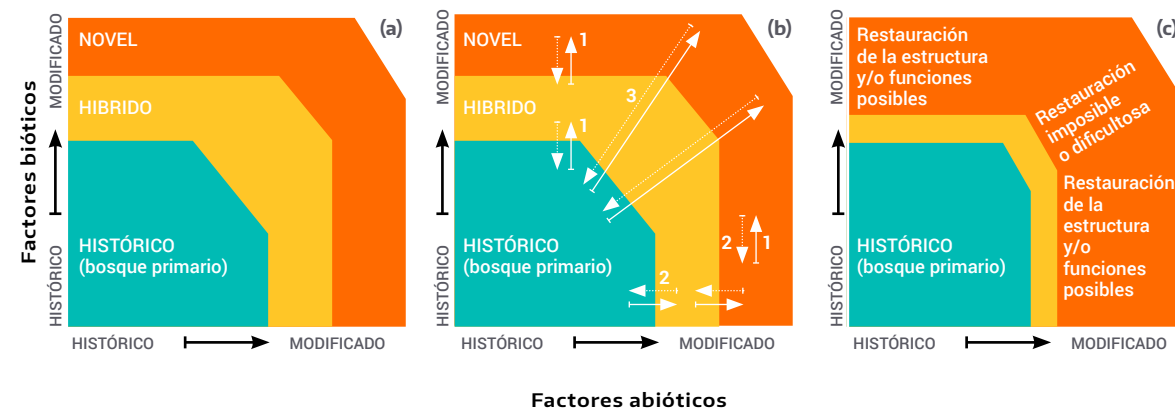 Factores bióticos
MODIFICADO
HISTÓRICO
(a)
NOVEL
HIBRIDO
HISTÓRICO
(bosque primario)
HISTÓRICO
MODIFICADO
MODIFICADO
HISTÓRICO
(b)
NOVEL
1
3
HIBRIDO
1
HISTÓRICO
(bosque primario)
2
1
2
HISTÓRICO
MODIFICADO
MODIFICADO
HISTÓRICO
(c)
Restauración
de la estructura
y/o funciones
posibles
Restauración
imposible
o dificultosa
Restauración
de la
estructura
y/o
funciones
posibles
HISTÓRICO
(bosque primario)
HISTÓRICO
MODIFICADO
Factores abióticos